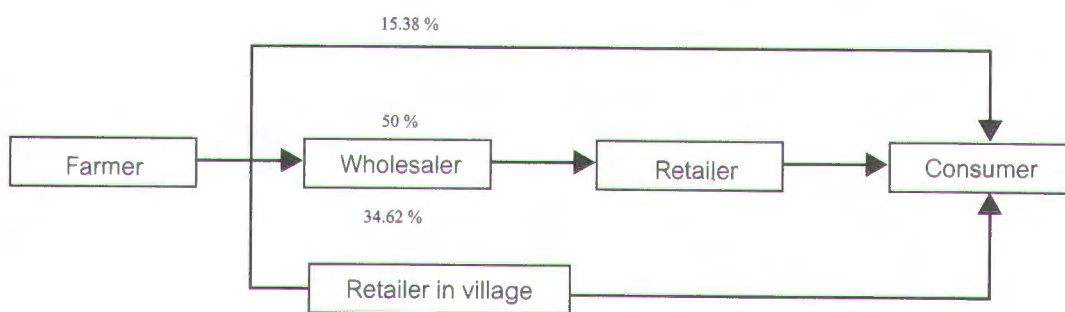 15.38 %
50 %
Farmer
Wholesaler
Retailer
Consumer
34.62 %
Retailer in village